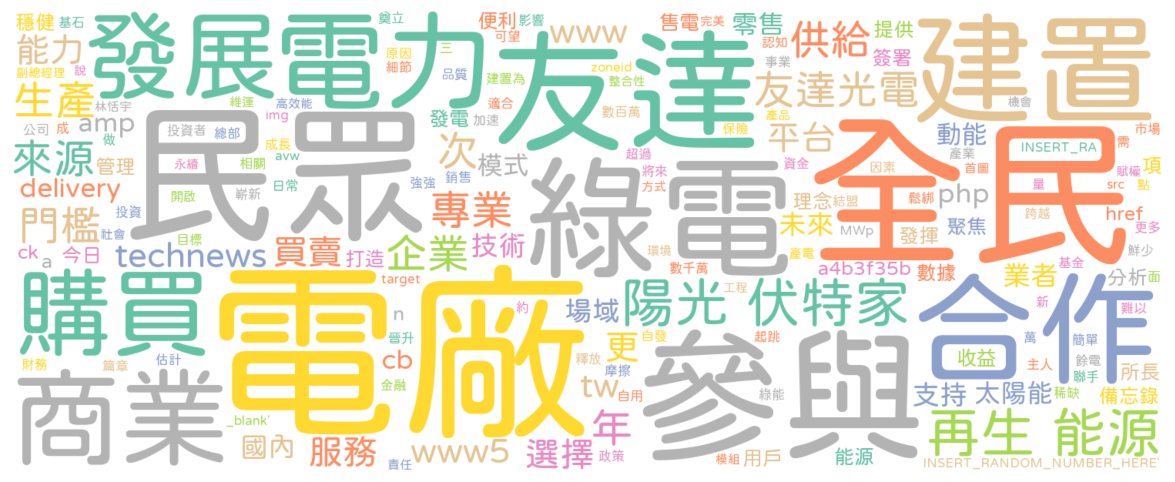 穩健 基石 發展 電力 奠立 便利 影響 可望 www 售電 完美 零售 提供 建置
能力 副總經理 說 原因 細節 三 品質 友達 zoneid 認知 供給 簽署
生產 林恬宇 維運 高效能 img 建置為 整合性 事業 友達光電 機會
公司 成 amp 投資者 總部 發電 加速 適合 數百萬 保險 產品 平台 動能 市場
做 民眾 成長 次 模式 綠電 全民 產業 INSERT_RA 需
來源 管理 永續 相關 avw 銷售 強強 超過 將來 方式 資金 因素 首圖 賦權 項
delivery 開啟 嶄新 日常 專業 理念 結盟 鬆綁 php 量 src 點
門檻 投資 社會 目標 買賣 打造 企業 技術 未來 發揮 MWp 聚焦 跨越 href 更多
ck a 今日 technews target 環境 數千萬 產電 a4b3f35b 數據 業者 基金 分析 鮮少 面
購買 電廠 約 n 場域 工程 陽光 伏特家 合作 新 難以
財務 篇章 估計 晉升 cb 更 自發 起跳 收益 萬 簡單 主人 餘電 聯手 所長
商業 金融 tw 釋放 摩擦 自用 參與 綠能 支持 太陽能 稀缺 備忘錄
_blank' 國內 服務 責任 www5 選擇 年 政策 模組 用戶 能源 再生 能源
INSERT_RANDOM_NUMBER_HERE'